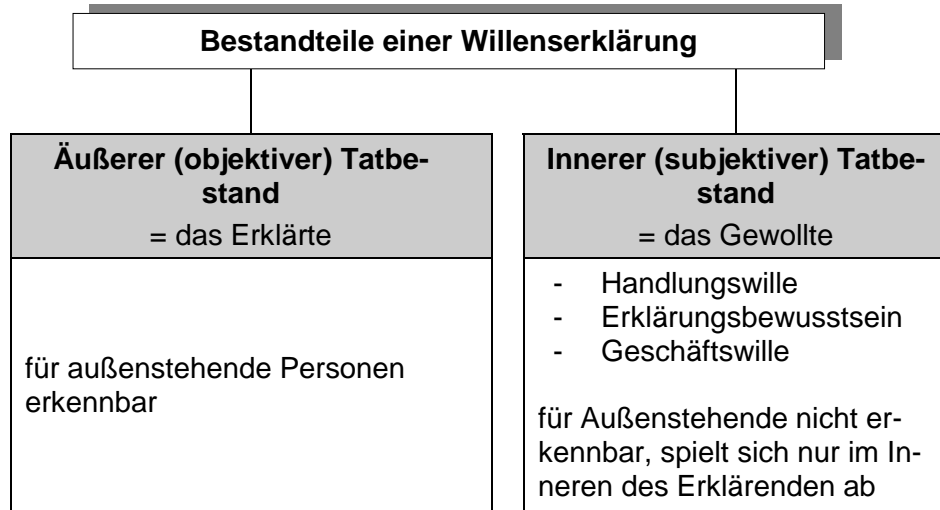 Bestandteile einer Willenserklärung
Äußerer (objektiver) Tatbe-
stand
= das Erklärte
für außenstehende Personen
erkennbar
Innerer (subjektiver) Tatbe-
stand
= das Gewollte
- Handlungswille
- Erklärungsbewusstsein
- Geschäftswille
für Außenstehende nicht er-
kennbar, spielt sich nur im In-
neren des Erklärenden ab